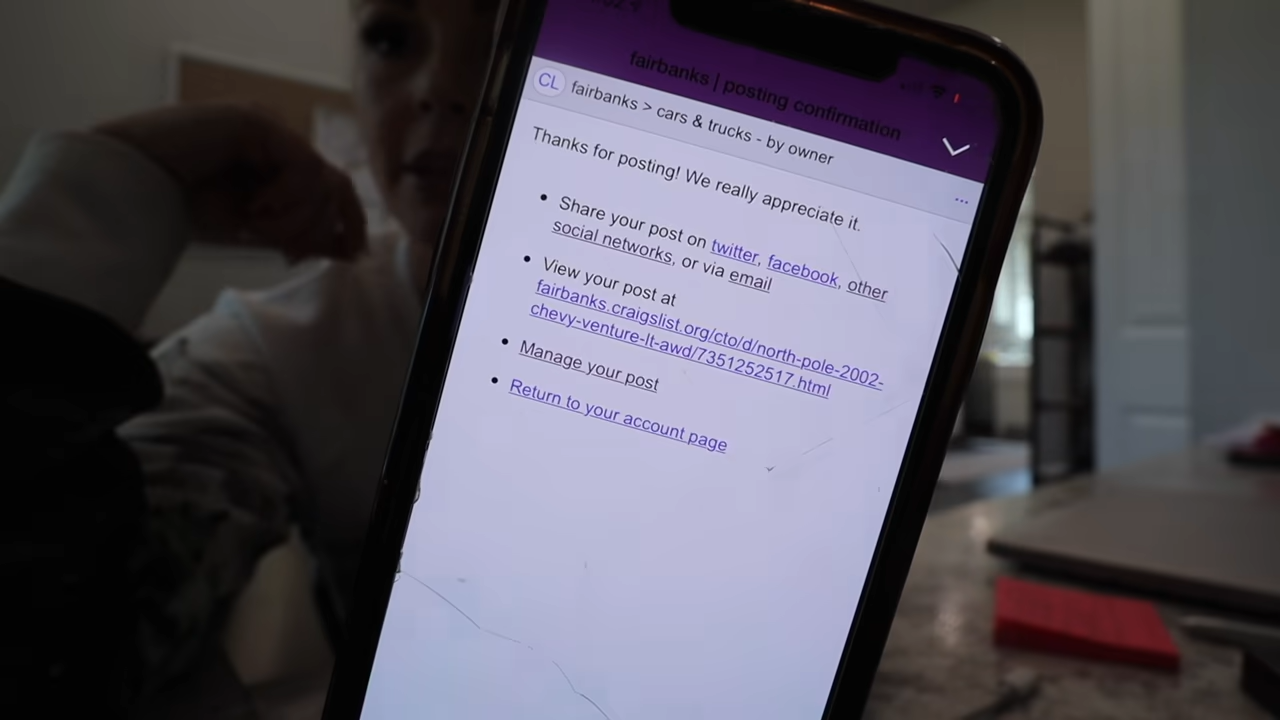 fairbanks | posting confirmation
CL fairbanks > cars & trucks - by owner
Thanks for posting! We really appreciate it.
• Share your post on twitter, facebook, other
social networks, or via email
• View your post at
fairbanks.craigslist.org/cto/d/north-pole-2002-
chevy-venture-lt-awd/7351252517.html
• Manage your post
• Return to your account page